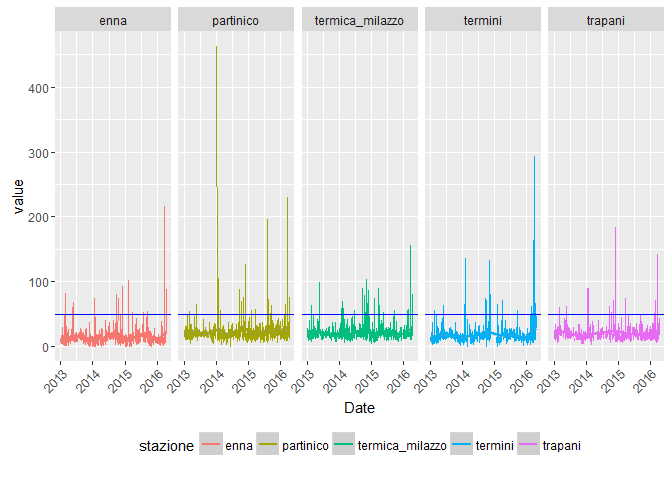 enna partinico termica_milazzo termini trapani
400
300
200
100
0
value
2013 2014 2015 2016 2013 2014 2015 2016 2013 2014 2015 2016 2013 2014 2015 2016 2013 2014 2015 2016
Date
stazione enna partinico termica_milazzo termini trapani